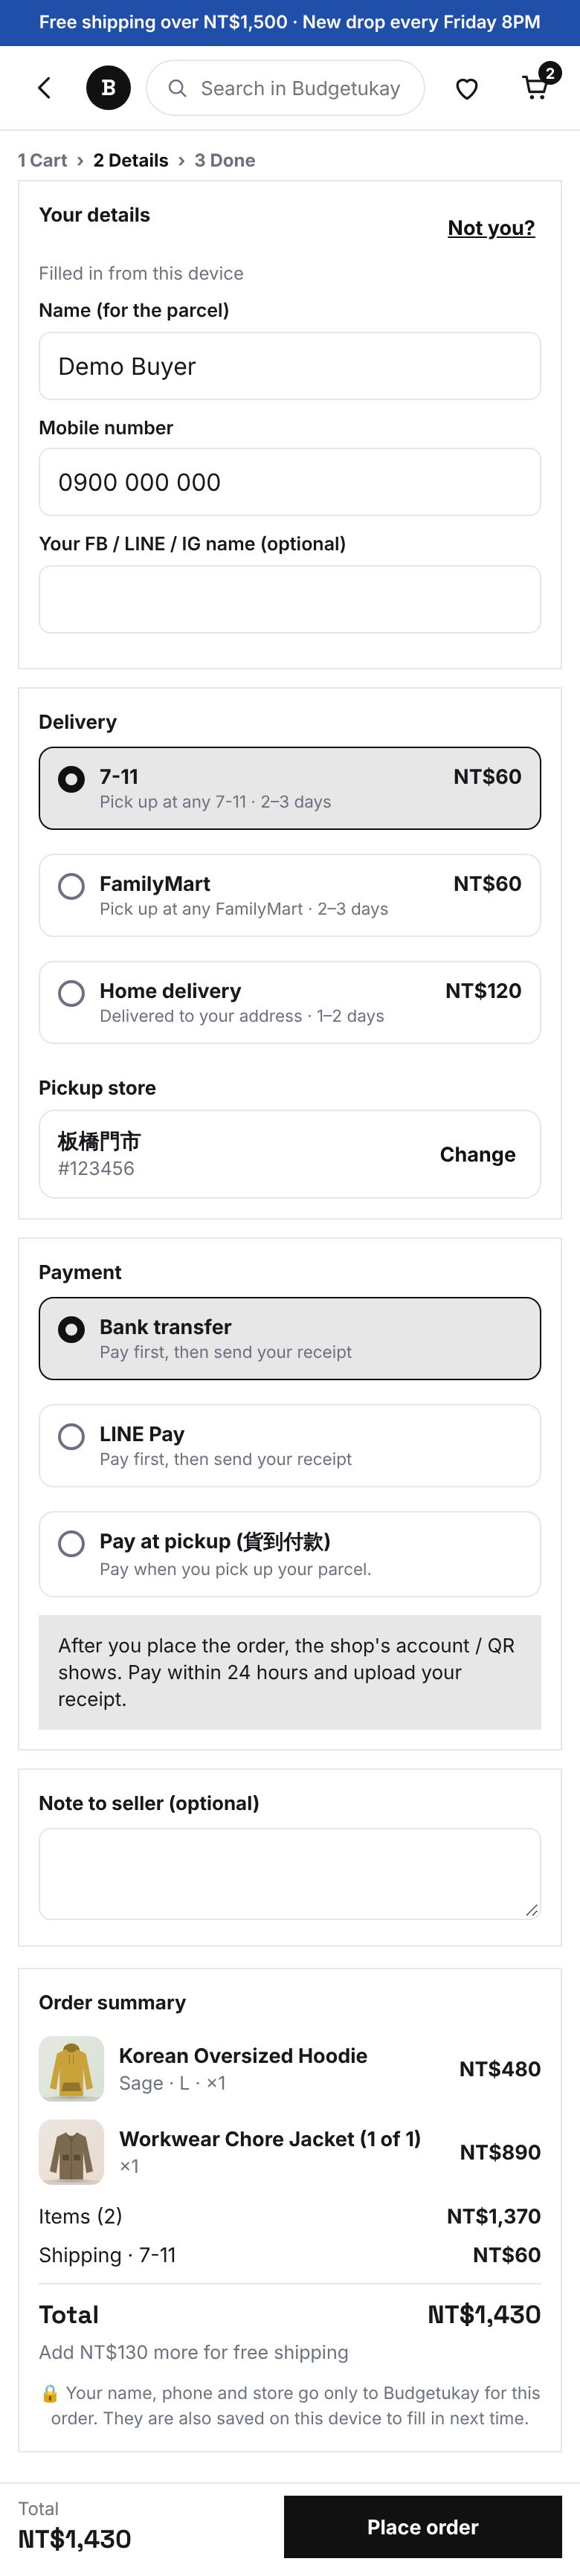 Free shipping over NT$1,500 · New drop every Friday 8PM
B
Search in Budgetukay
2
1 Cart › 2 Details › 3 Done
Your details
Not you?
Filled in from this device
Name (for the parcel)
Demo Buyer
Mobile number
0900 000 000
Your FB / LINE / IG name (optional)
Delivery
7-11 NT$60
Pick up at any 7-11 · 2–3 days
FamilyMart NT$60
Pick up at any FamilyMart · 2–3 days
Home delivery NT$120
Delivered to your address · 1–2 days
Pickup store
板橋門市
#123456
Change
Payment
Bank transfer
Pay first, then send your receipt
LINE Pay
Pay first, then send your receipt
Pay at pickup (貨到付款)
Pay when you pick up your parcel.
After you place the order, the shop's account / QR
shows. Pay within 24 hours and upload your
receipt.
Note to seller (optional)
Order summary
Korean Oversized Hoodie NT$480
Sage · L · ×1
Workwear Chore Jacket (1 of 1) NT$890
×1
Items (2) NT$1,370
Shipping · 7-11 NT$60
Total NT$1,430
Add NT$130 more for free shipping
🔒 Your name, phone and store go only to Budgetukay for this
order. They are also saved on this device to fill in next time.
Total
NT$1,430
Place order